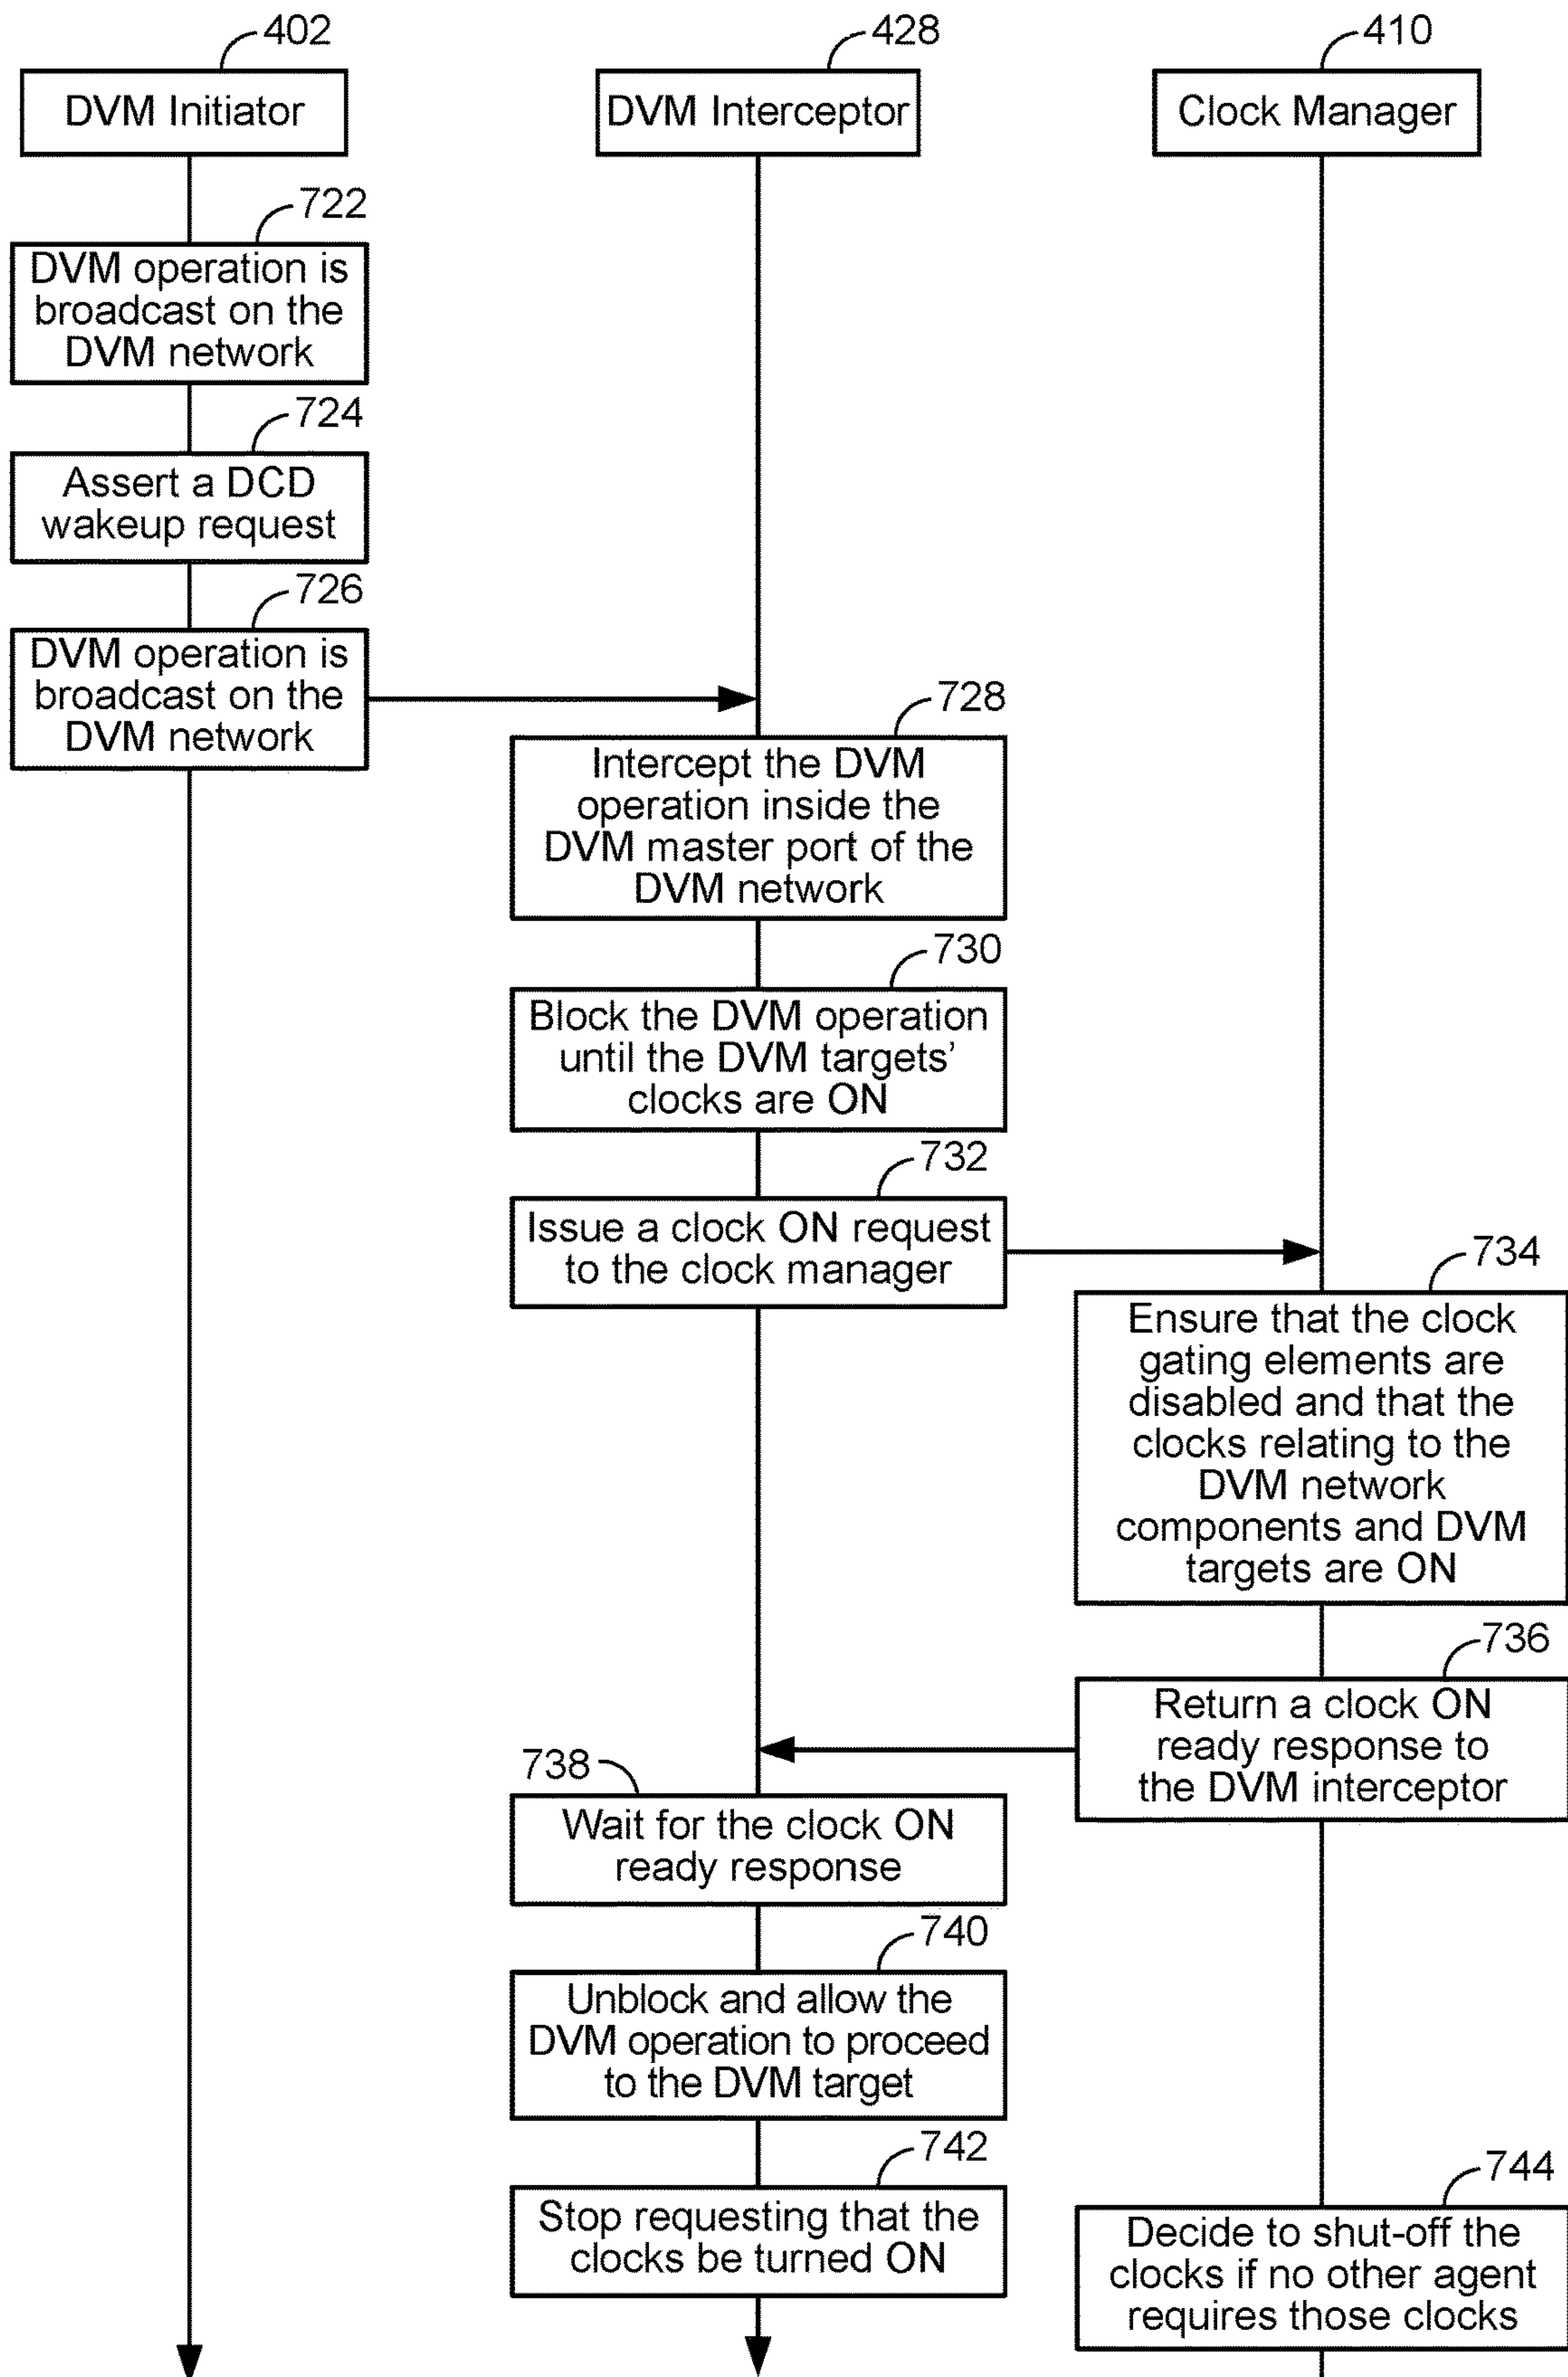 402
428
410
DVM Initiator
DVM Interceptor
Clock Manager
722
DVM operation is
broadcast on the
DVM network
724
Assert a DCD
wakeup request
726
DVM operation is
broadcast on the
DVM network
728
Intercept the DVM
operation inside the
DVM master port of the
DVM network
730
Block the DVM operation
until the DVM targets’
clocks are ON
732
Issue a clock ON request
to the clock manager
734
Ensure that the clock
gating elements are
disabled and that the
clocks relating to the
DVM network
components and DVM
targets are ON
736
Return a clock ON
ready response to
the DVM interceptor
738
Wait for the clock ON
ready response
740
Unblock and allow the
DVM operation to proceed
to the DVM target
742
Stop requesting that the
clocks be turned ON
744
Decide to shut-off the
clocks if no other agent
requires those clocks